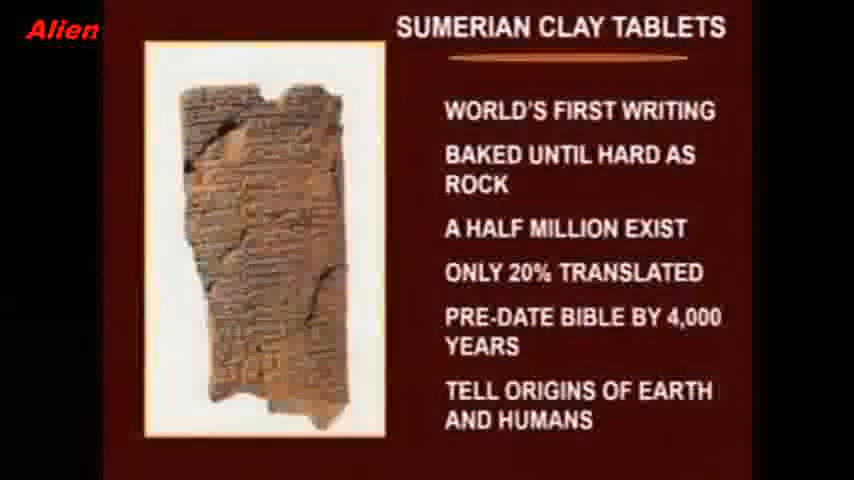 Alien
SUMERIAN CLAY TABLETS
WORLD'S FIRST WRITING
BAKED UNTIL HARD AS
ROCK
A HALF MILLION EXIST
ONLY 20% TRANSLATED
PRE-DATE BIBLE BY 4,000
YEARS
TELL ORIGINS OF EARTH
AND HUMANS